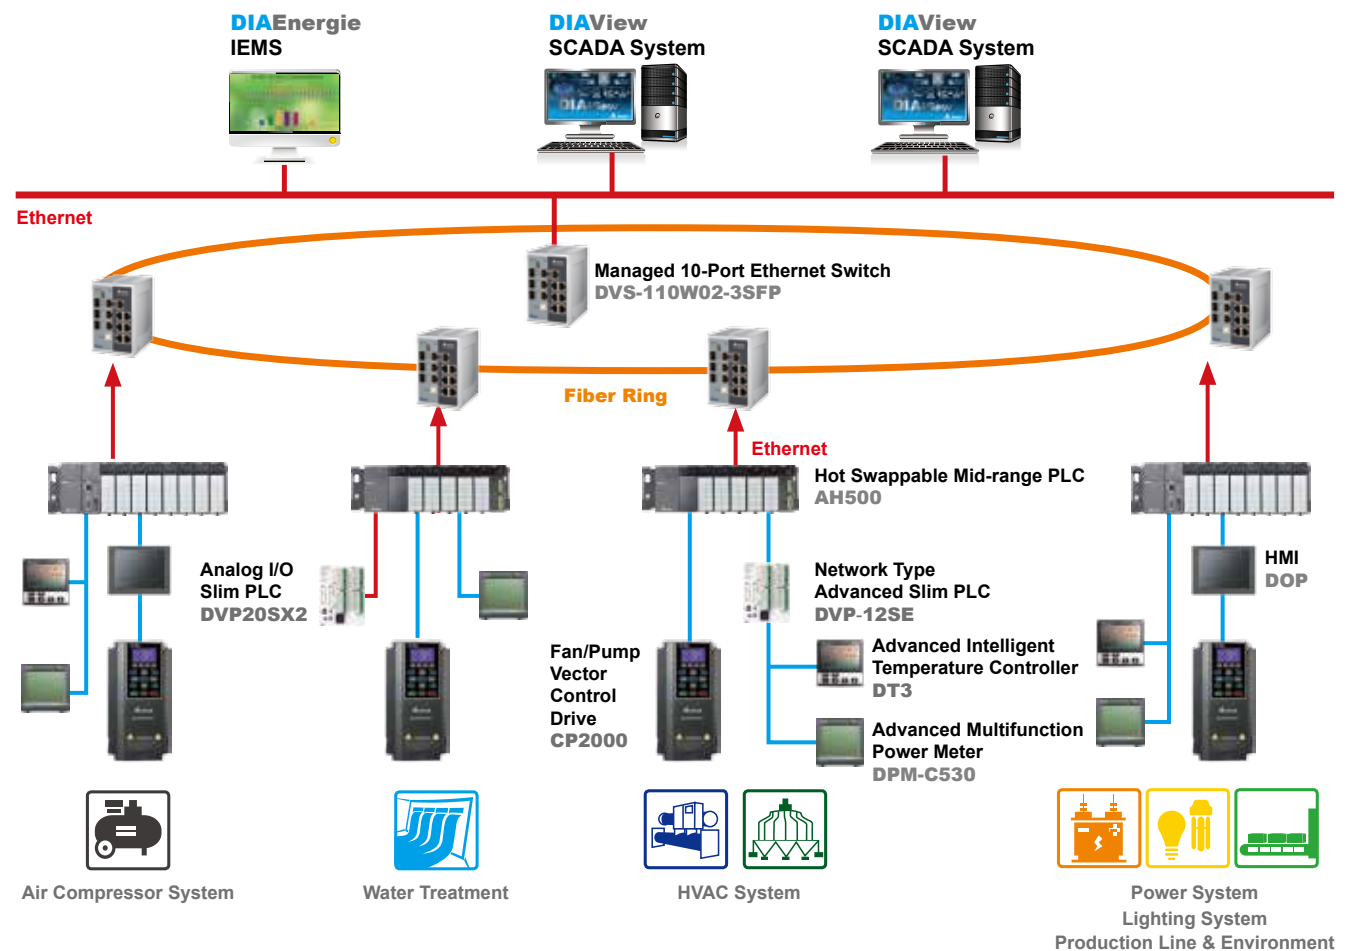 DIAEnergie
IEMS
DIAView
SCADA System
DIAView
SCADA System
DIAView
DIAView
Ethernet
Managed 10-Port Ethernet Switch
DVS-110W02-3SFP
Fiber Ring
Ethernet
Hot Swappable Mid-range PLC
AH500
Analog I/O
Slim PLC
DVP20SX2
Network Type
Advanced Slim PLC
DVP-12SE
HMI
DOP
Fan/Pump
Vector
Control
Drive
CP2000
Advanced Intelligent
Temperature Controller
DT3
Advanced Multifunction
Power Meter
DPM-C530
Air Compressor System
Water Treatment
HVAC System
Power System
Lighting System
Production Line & Environment